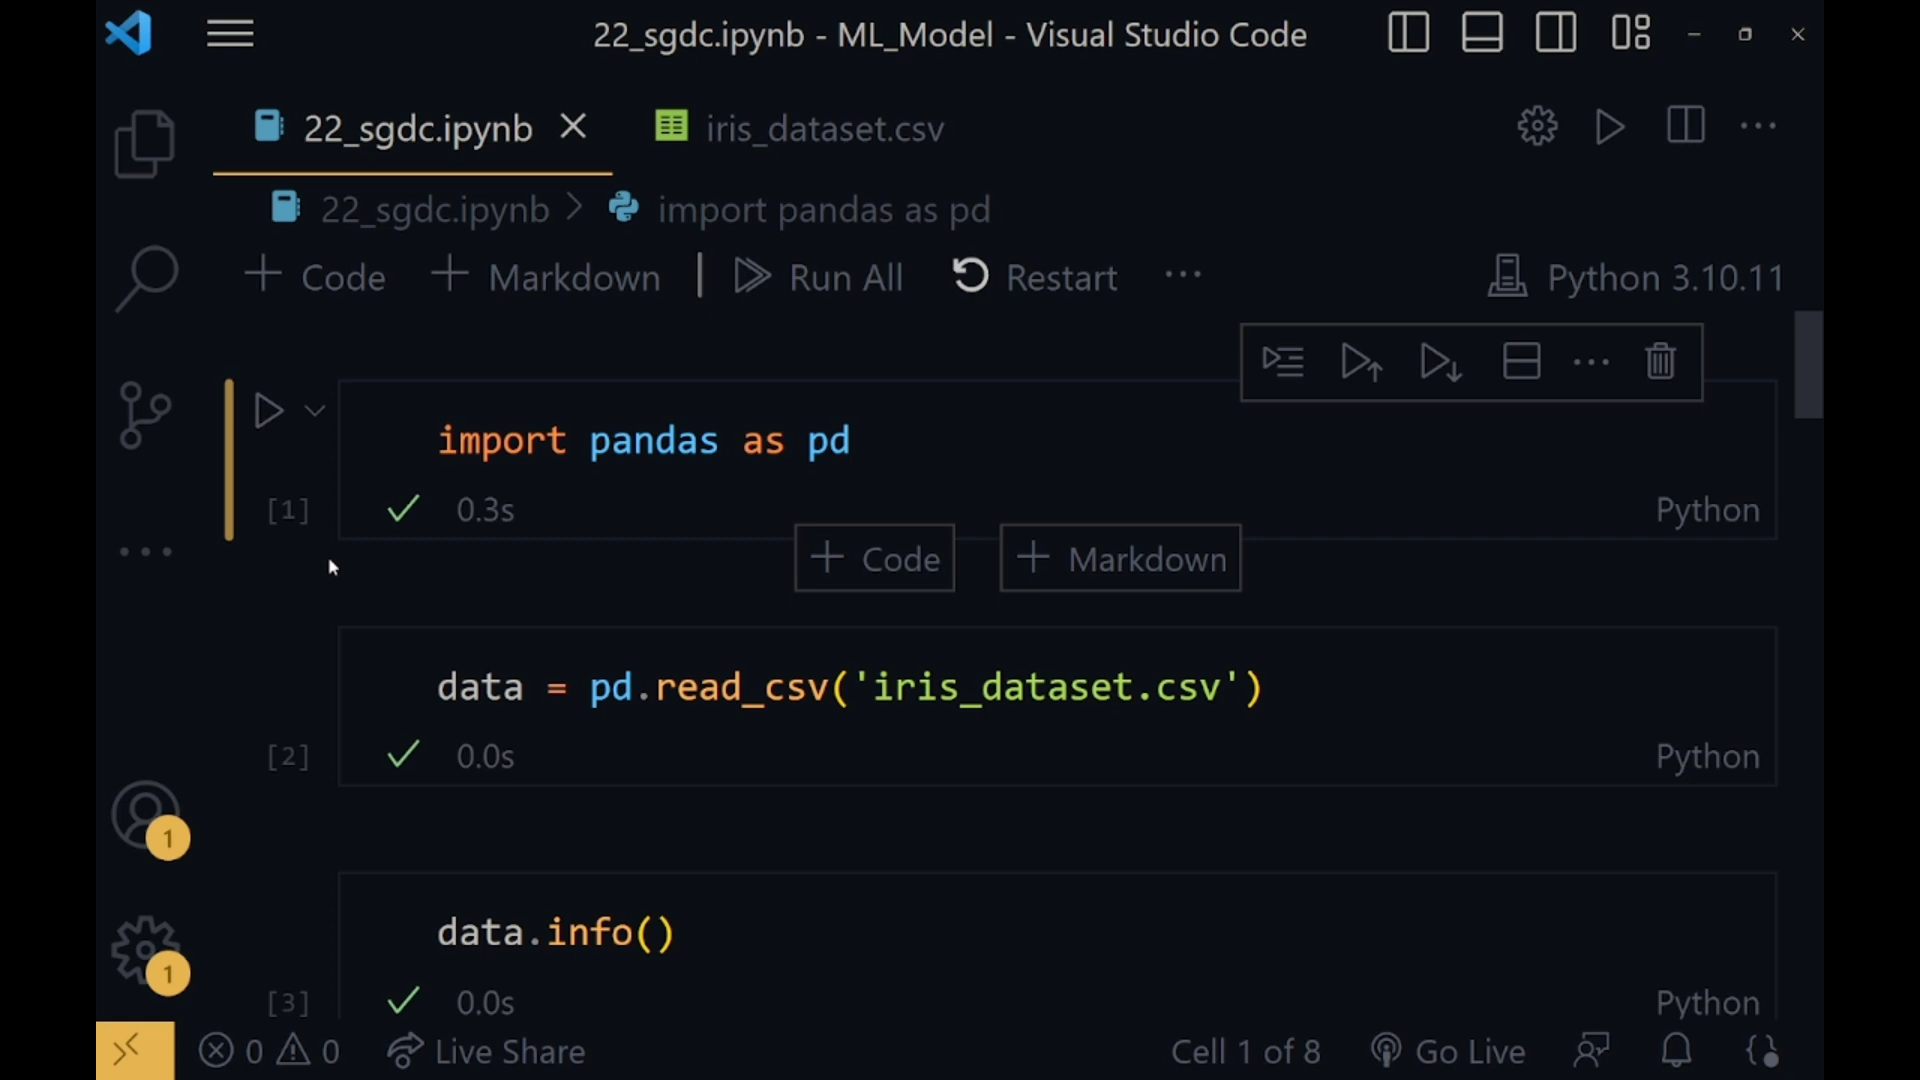 22_sgdc.ipynb - ML_Model - Visual Studio Code
22_sgdc.ipynb iris_dataset.csv
22_sgdc.ipynb > import pandas as pd
+ Code + Markdown | Run All Restart ... Python 3.10.11
import pandas as pd
[1] 0.3s Python
+ Code + Markdown
data = pd.read_csv('iris_dataset.csv')
[2] 0.0s Python
1
data.info()
1
[3] 0.0s Python
0 0 Live Share Cell 1 of 8 Go Live